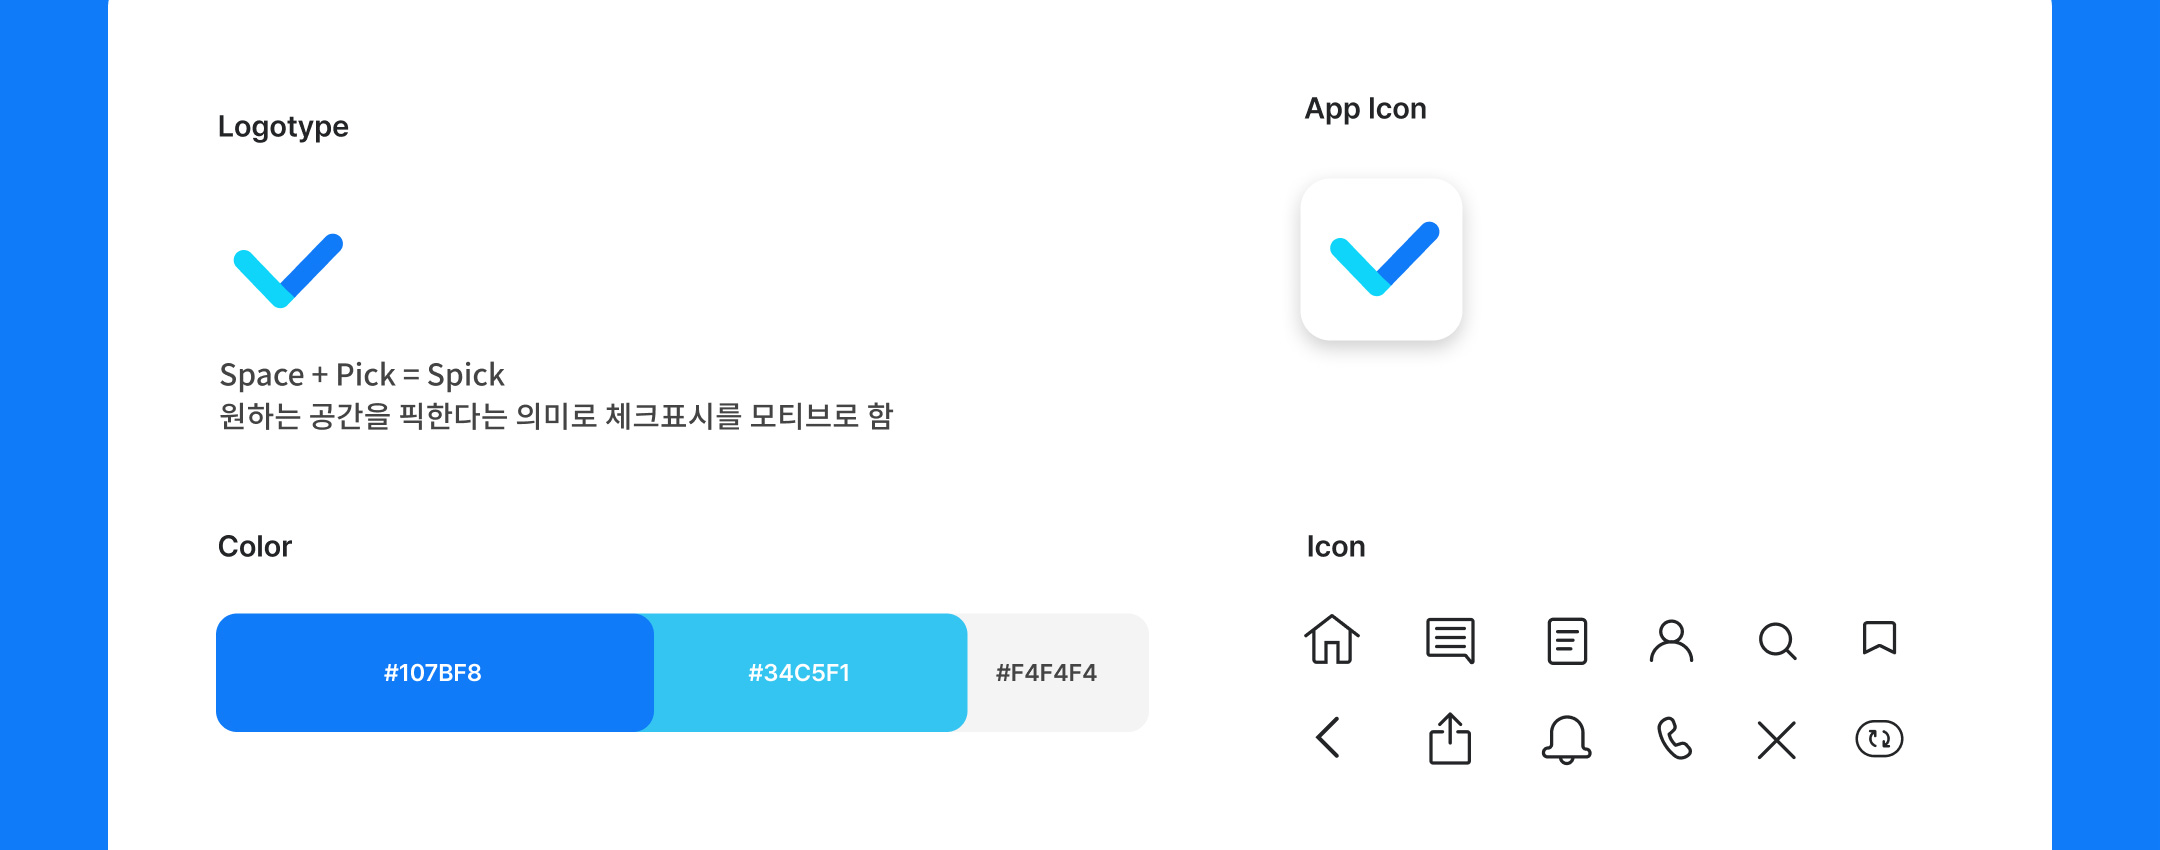 Logotype
App Icon
Space + Pick = Spick
원하는 공간을 픽한다는 의미로 체크표시를 모티브로 함
Color
Icon
#107BF8
#34C5F1
#F4F4F4